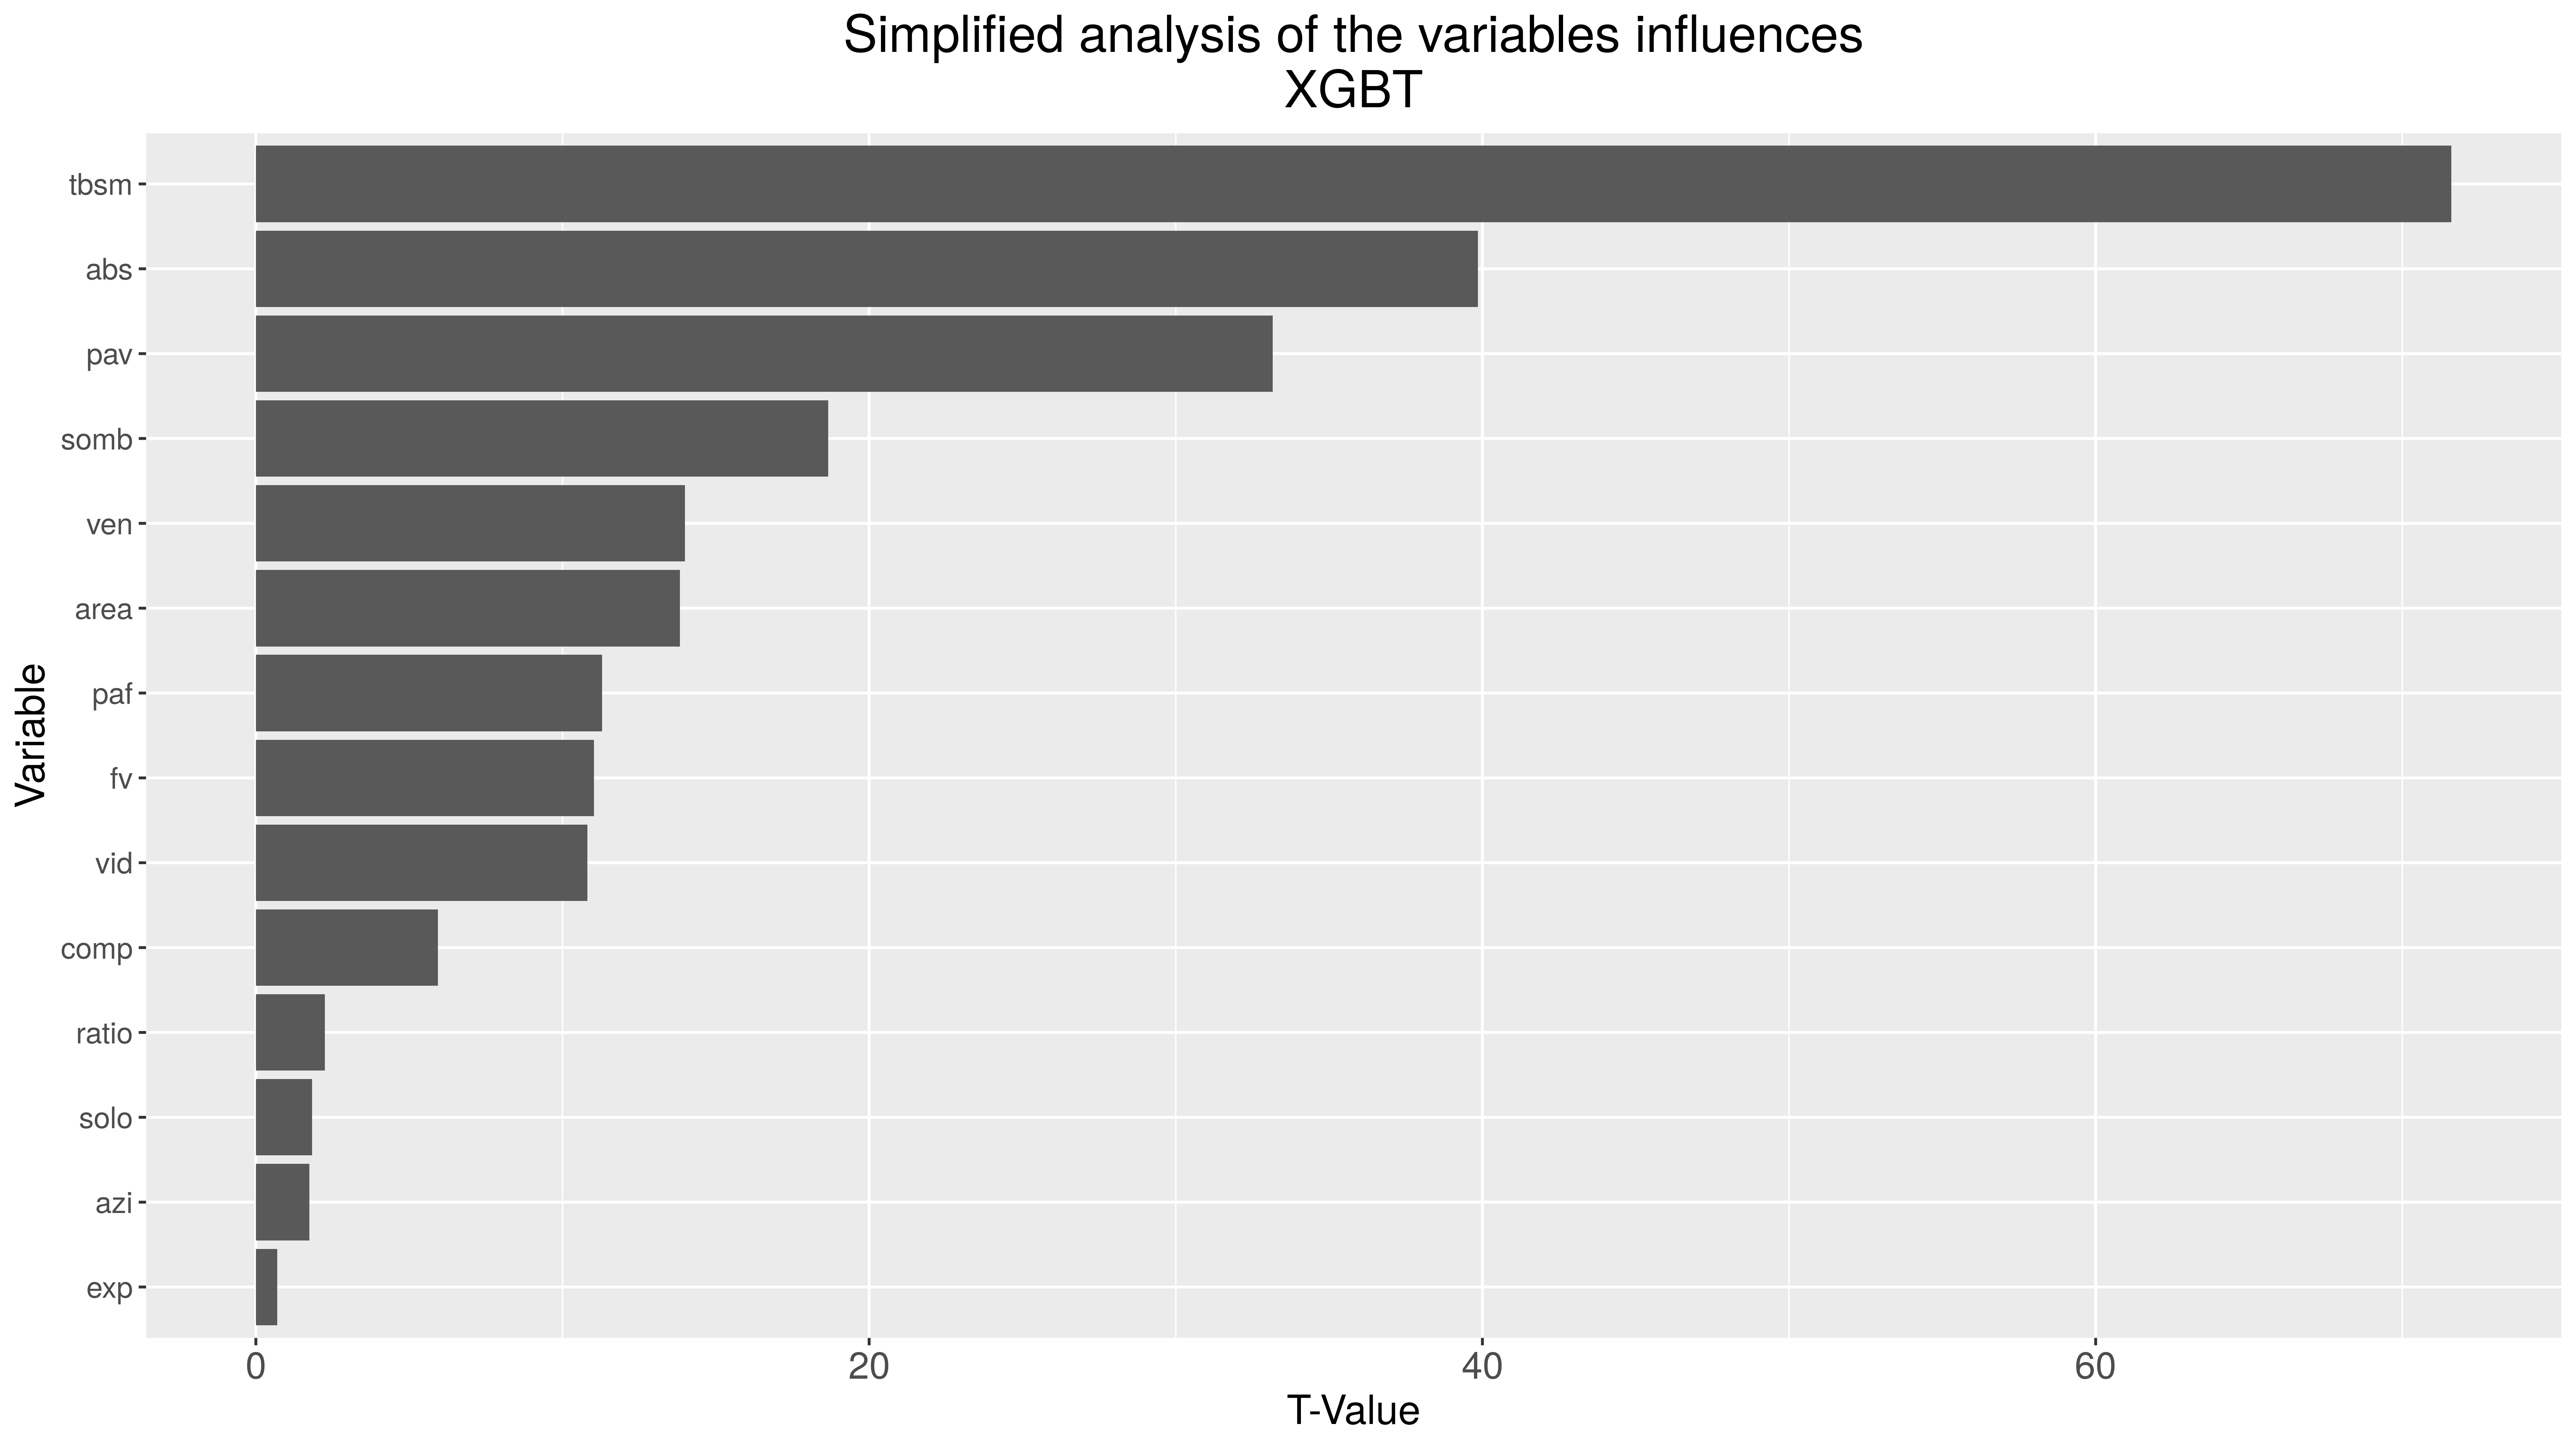 Simplified analysis of the variables influences
XGBT
Variable
tbsm
abs
pav
somb
ven
area
paf
fv
vid
comp
ratio
solo
azi
exp
0 20 40 60
T-Value